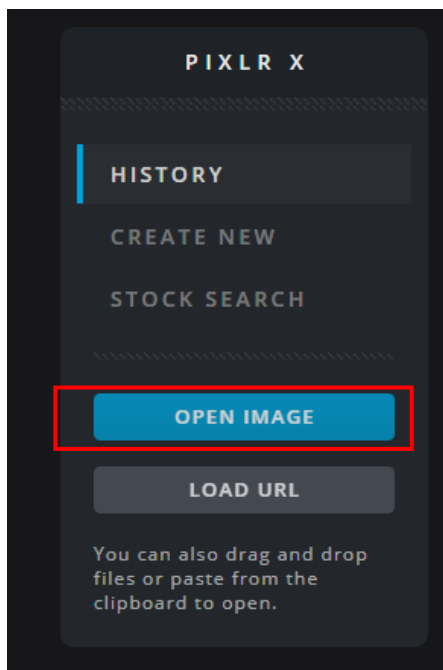 PIXLR X
HISTORY
CREATE NEW
STOCK SEARCH
OPEN IMAGE
LOAD URL
You can also drag and drop
files or paste from the
clipboard to open.